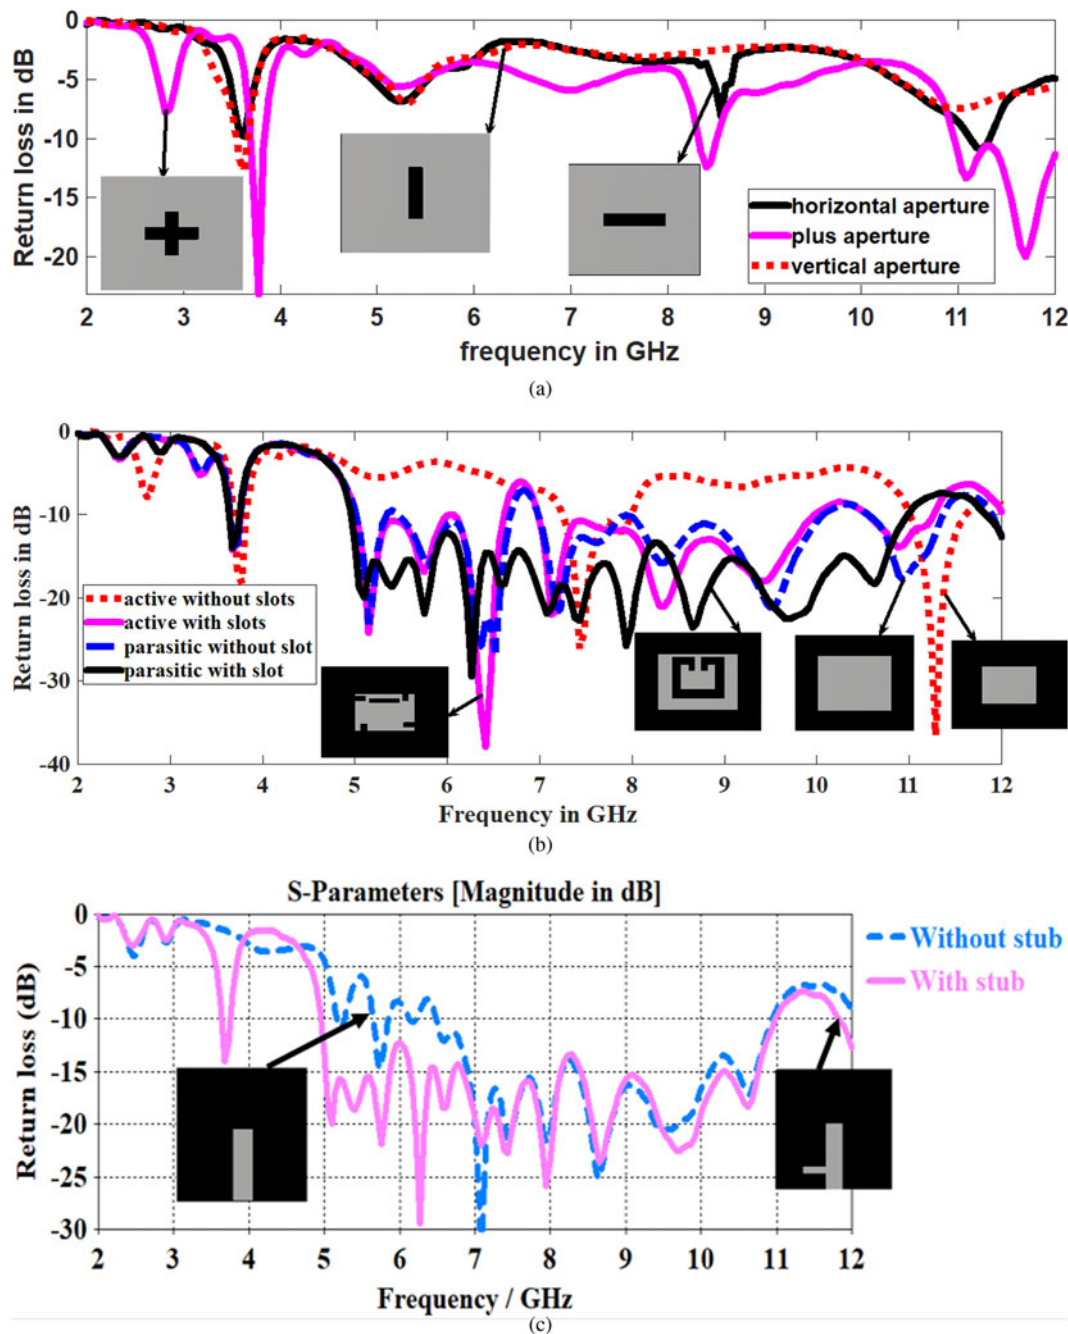 0
-5
-10
-15
-20
Return loss in dB
horizontal aperture
plus aperture
vertical aperture
2 3 4 5 6 7 8 9 10 11 12
frequency in GHz
(a)
0
-10
-20
-30
-40
Return loss in dB
active without slots
active with slots
parasitic without slot
parasitic with slot
2 3 4 5 6 7 8 9 10 11 12
Frequency in GHz
(b)
S-Parameters [Magnitude in dB]
0
-5
-10
-15
-20
-25
-30
Return loss (dB)
Without stub
With stub
2 3 4 5 6 7 8 9 10 11 12
Frequency / GHz
(c)